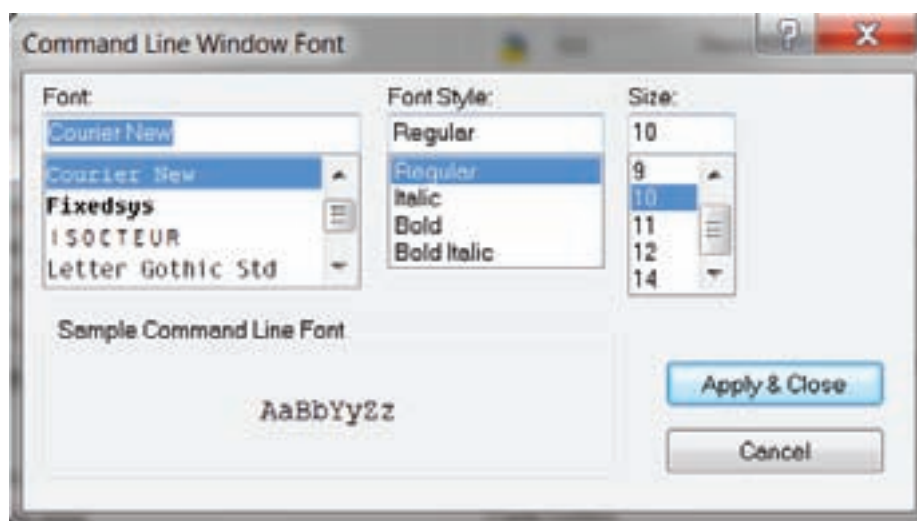 Command Line Window Font
Font:
Font Style:
Size:
Courier New
Regular
10
Courier New
Fixedsys
ISOCTEUR
Letter Gothic Std
Regular
Italic
Bold
Bold Italic
9
10
11
12
14
Sample Command Line Font
AaBbYyZz
Apply & Close
Cancel